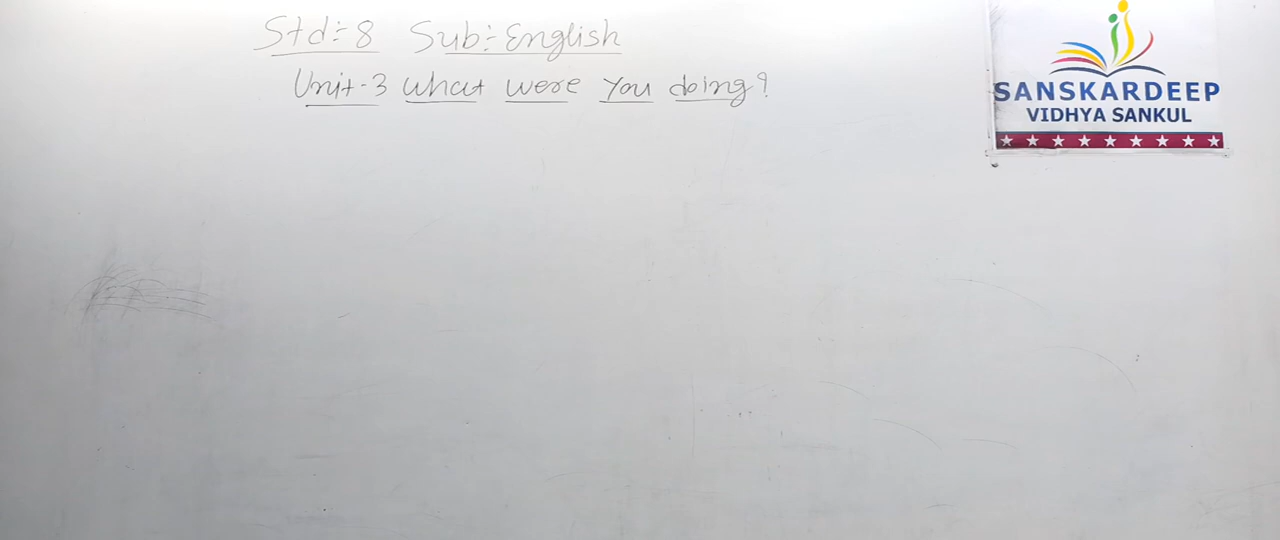 Std:- 8 Sub:- English
Unit-3 What were you doing?
SANSKARDEEP
VIDHYA SANKUL